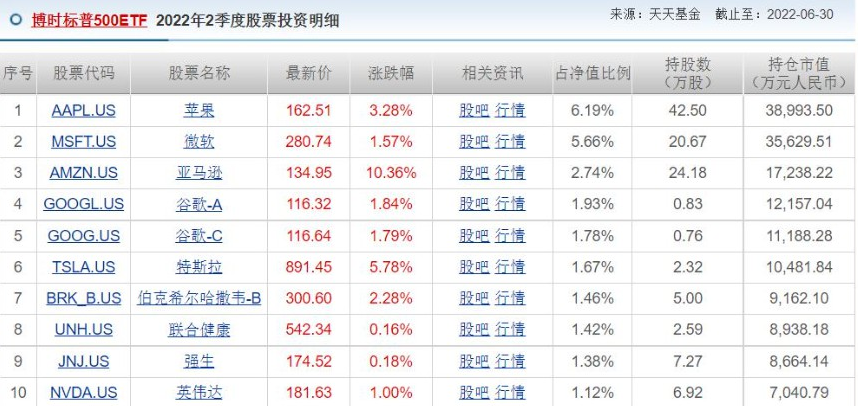 博时标普500ETF 2022年2季度股票投资明细 来源：天天基金 截止至：2022-06-30
序号 股票代码 股票名称 最新价 涨跌幅 相关资讯 占净值比例 持股数（万股） 持仓市值（万元人民币）
1 AAPL.US 苹果 162.51 3.28% 股吧 行情 6.19% 42.50 38,993.50
2 MSFT.US 微软 280.74 1.57% 股吧 行情 5.66% 20.67 35,629.51
3 AMZN.US 亚马逊 134.95 10.36% 股吧 行情 2.74% 24.18 17,238.22
4 GOOGL.US 谷歌-A 116.32 1.84% 股吧 行情 1.93% 0.83 12,157.04
5 GOOG.US 谷歌-C 116.64 1.79% 股吧 行情 1.78% 0.76 11,188.28
6 TSLA.US 特斯拉 891.45 5.78% 股吧 行情 1.67% 2.32 10,481.84
7 BRK_B.US 伯克希尔哈撒韦-B 300.60 2.28% 股吧 行情 1.46% 5.00 9,162.10
8 UNH.US 联合健康 542.34 0.16% 股吧 行情 1.42% 2.59 8,938.18
9 JNJ.US 强生 174.52 0.18% 股吧 行情 1.38% 7.27 8,664.14
10 NVDA.US 英伟达 181.63 1.00% 股吧 行情 1.12% 6.92 7,040.79